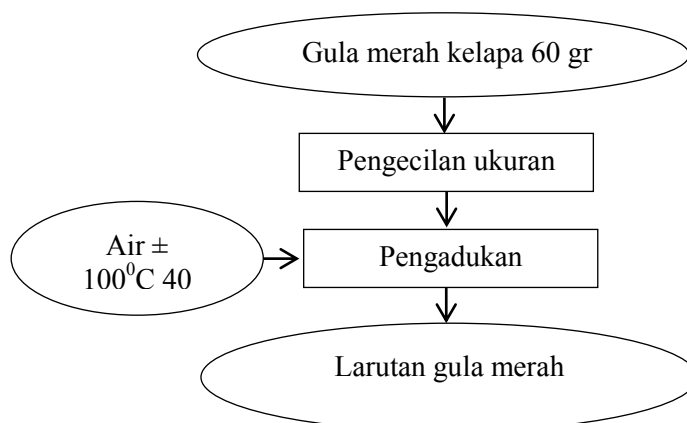 Gula merah kelapa 60 gr
Pengecilan ukuran
Air ±
100⁰C 40
Pengadukan
Larutan gula merah